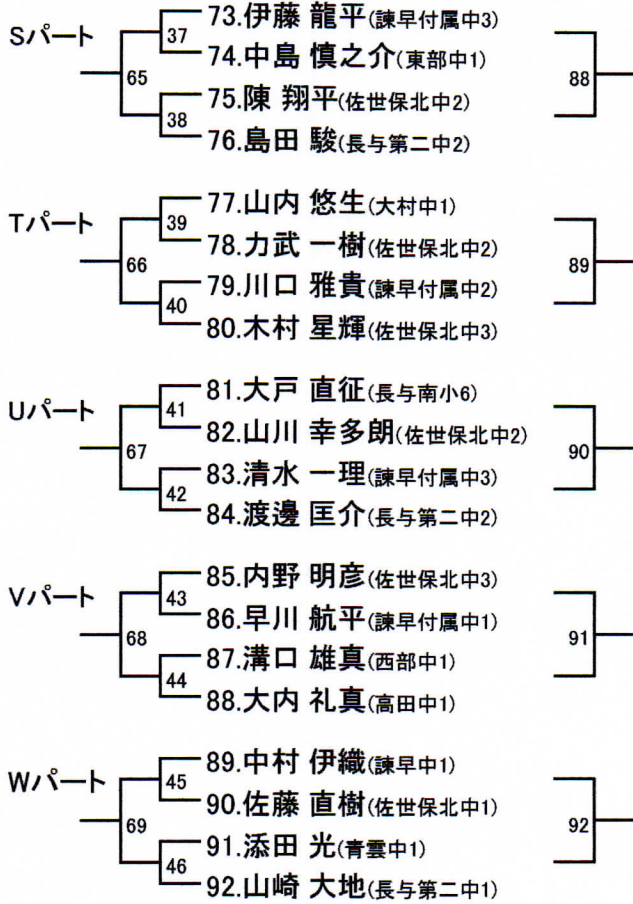 Sパート
37
73.伊藤 龍平(諫早付属中3)
74.中島 慎之介(東部中1)
65
88
75.陳 翔平(佐世保北中2)
38
76.島田 駿(長与第二中2)
Tパート
39
77.山内 悠生(大村中1)
78.力武 一樹(佐世保北中2)
66
89
79.川口 雅貴(諫早付属中2)
40
80.木村 星輝(佐世保北中3)
Uパート
41
81.大戸 直征(長与南小6)
82.山川 幸多朗(佐世保北中2)
67
90
83.清水 一理(諫早付属中3)
42
84.渡邊 匡介(長与第二中2)
Vパート
43
85.内野 明彦(佐世保北中3)
86.早川 航平(諫早付属中1)
68
91
87.溝口 雄真(西部中1)
44
88.大内 礼真(高田中1)
Wパート
45
89.中村 伊織(諫早中1)
90.佐藤 直樹(佐世保北中1)
69
92
91.添田 光(青雲中1)
46
92.山崎 大地(長与第二中1)